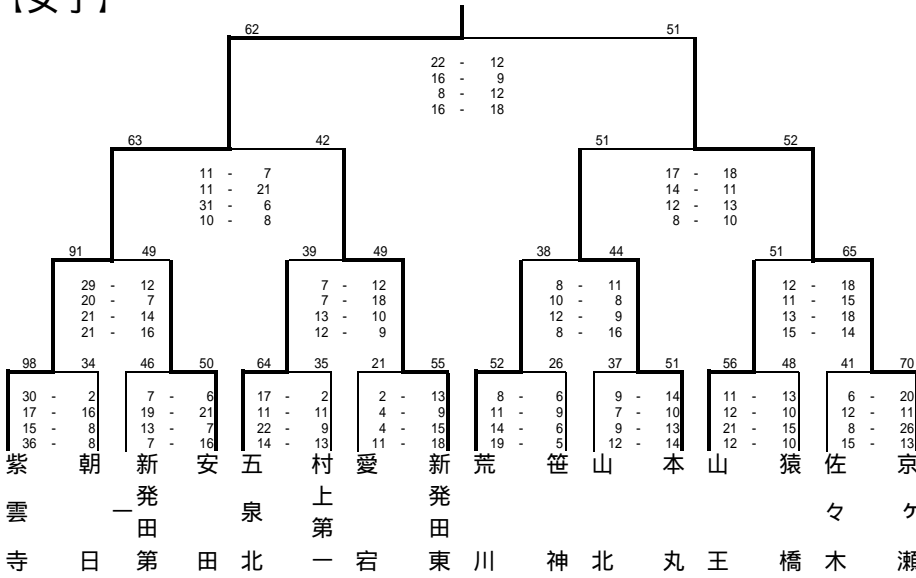 【女子】
62 51
22 - 12
16 - 9
8 - 12
16 - 18
63 42 51 52
11 - 7 17 - 18
11 - 21 14 - 11
31 - 6 12 - 13
10 - 8 8 - 10
91 49 39 49 38 44 51 65
29 - 12 7 - 12 8 - 11 12 - 18
20 - 7 7 - 18 10 - 8 11 - 15
21 - 14 13 - 10 12 - 9 13 - 18
21 - 16 12 - 9 8 - 16 15 - 14
98 34 46 50 64 35 21 55 52 26 37 51 56 48 41 70
30 - 2 7 - 6 17 - 2 2 - 13 8 - 6 9 - 14 11 - 13 6 - 20
17 - 16 19 - 21 11 - 11 4 - 9 11 - 9 7 - 10 12 - 10 12 - 11
15 - 8 13 - 7 22 - 9 4 - 15 14 - 6 9 - 13 21 - 15 8 - 26
36 - 8 7 - 16 14 - 13 11 - 18 19 - 5 12 - 14 12 - 10 15 - 13
紫雲寺
朝日
新発田第一
安田
五泉北
村上第一
愛宕
新発田東
荒川
笹神
山北
本丸
山王
猿橋
佐々木
京ヶ瀬